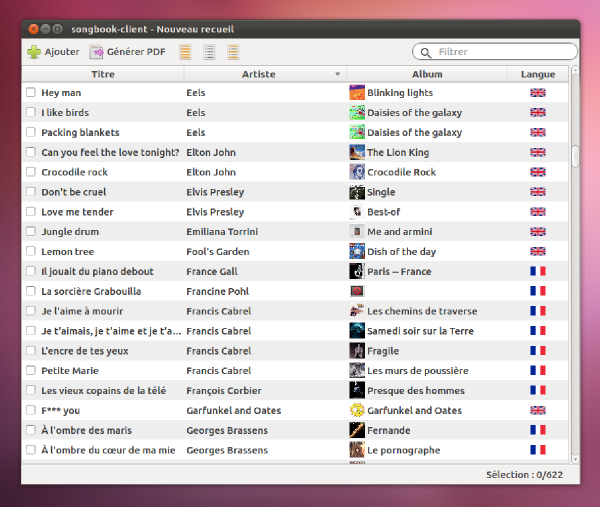 songbook-client - Nouveau recueil
Ajouter Générer PDF Filtrer
Titre Artiste Album Langue
Hey man Eels Blinking lights
I like birds Eels Daisies of the galaxy
Packing blankets Eels Daisies of the galaxy
Can you feel the love tonight? Elton John The Lion King
Crocodile rock Elton John Crocodile Rock
Don't be cruel Elvis Presley Single
Love me tender Elvis Presley Best-of
Jungle drum Emiliana Torrini Me and armini
Lemon tree Fool's Garden Dish of the day
Il jouait du piano debout France Gall Paris -- France
La sorcière Grabouilla Francine Pohl
Je l'aime à mourir Francis Cabrel Les chemins de traverse
Je t'aimais, je t'aime et je t'a... Francis Cabrel Samedi soir sur la Terre
L'encre de tes yeux Francis Cabrel Fragile
Petite Marie Francis Cabrel Les murs de poussière
Les vieux copains de la télé François Corbier Presque des hommes
F*** you Garfunkel and Oates Garfunkel and Oates
À l'ombre des maris Georges Brassens Fernande
À l'ombre du cœur de ma mie Georges Brassens Le pornographe
Sélection : 0/622